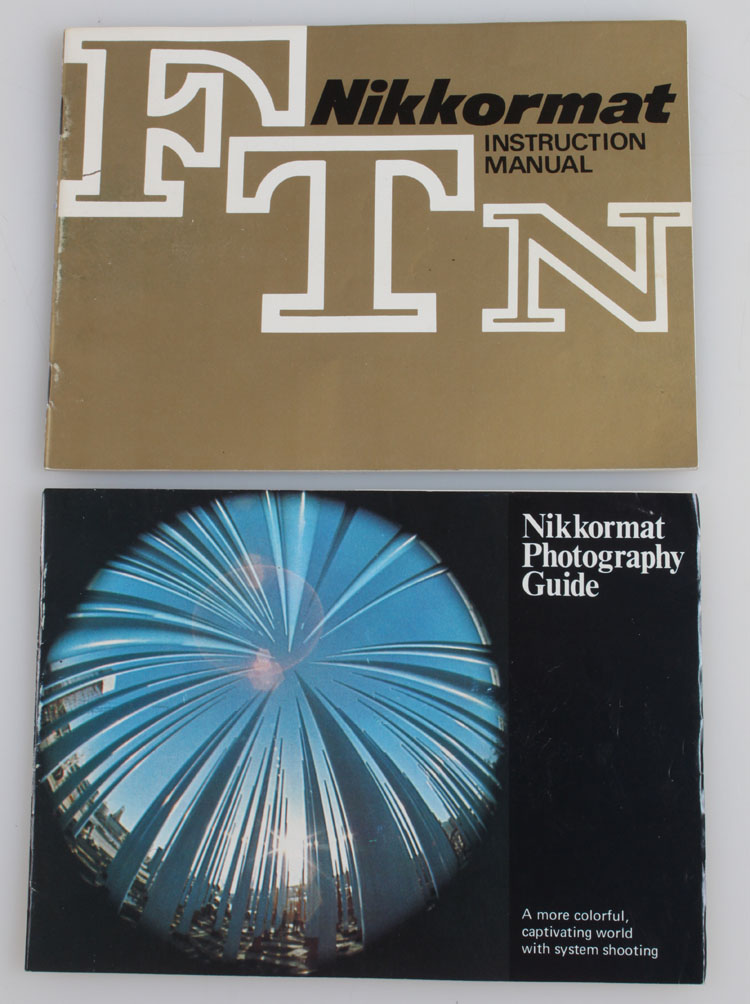 FTN
Nikkormat
INSTRUCTION
MANUAL
Nikkormat
Photography
Guide
A more colorful,
captivating world
with system shooting